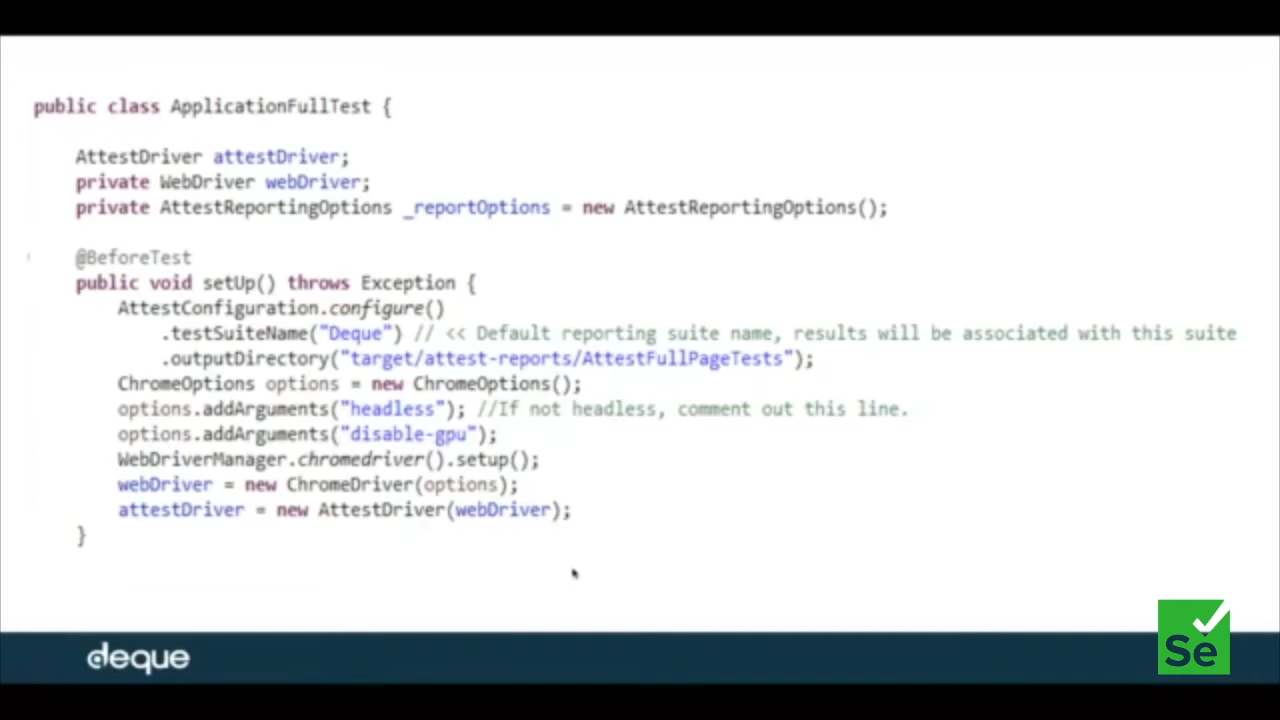 public class ApplicationFullTest {
AttestDriver attestDriver;
private WebDriver webDriver;
private AttestReportingOptions _reportOptions = new AttestReportingOptions();
@BeforeTest
public void setUp() throws Exception {
AttestConfiguration.configure()
.testSuiteName("Deque") // << Default reporting suite name, results will be associated with this suite
.outputDirectory("target/attest-reports/AttestFullPageTests");
ChromeOptions options = new ChromeOptions();
options.addArguments("headless"); //If not headless, comment out this line.
options.addArguments("disable-gpu");
WebDriverManager.chromedriver().setup();
webDriver = new ChromeDriver(options);
attestDriver = new AttestDriver(webDriver);
}
deque
Se